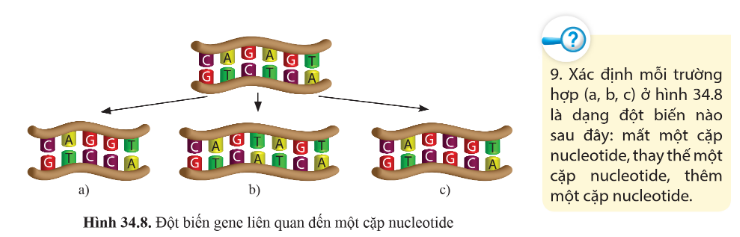 C A G A G T
G T C T C A
C A G G T
G T C C A
C A G T A G T
G T C A T C A
C A G C G T
G T C G C A
a)
b)
c)
Hình 34.8. Đột biến gene liên quan đến một cặp nucleotide
?
9. Xác định mỗi trường
hợp (a, b, c) ở hình 34.8
là dạng đột biến nào
sau đây: mất một cặp
nucleotide, thay thế một
cặp nucleotide, thêm
một cặp nucleotide.